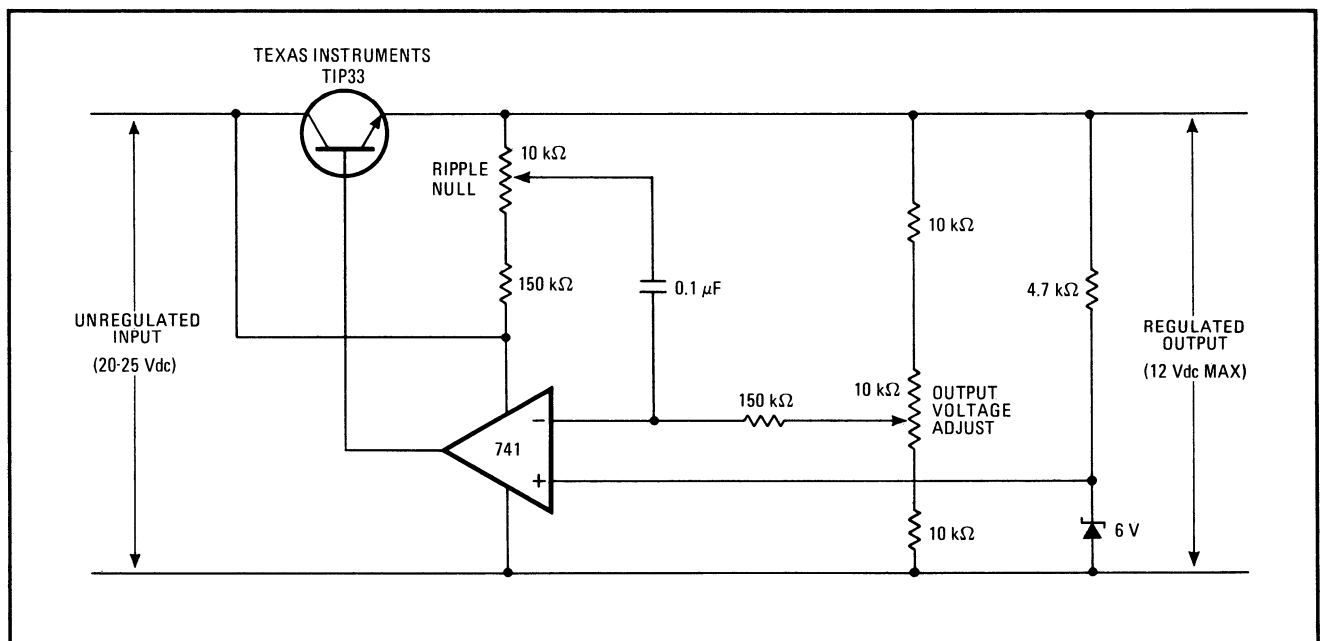 TEXAS INSTRUMENTS
TIP33
10 kΩ
RIPPLE
NULL
150 kΩ
0.1 μF
10 kΩ
4.7 kΩ
UNREGULATED
INPUT
(20-25 Vdc)
REGULATED
OUTPUT
(12 Vdc MAX)
150 kΩ
10 kΩ
OUTPUT
VOLTAGE
ADJUST
741
−
+
10 kΩ
6 V